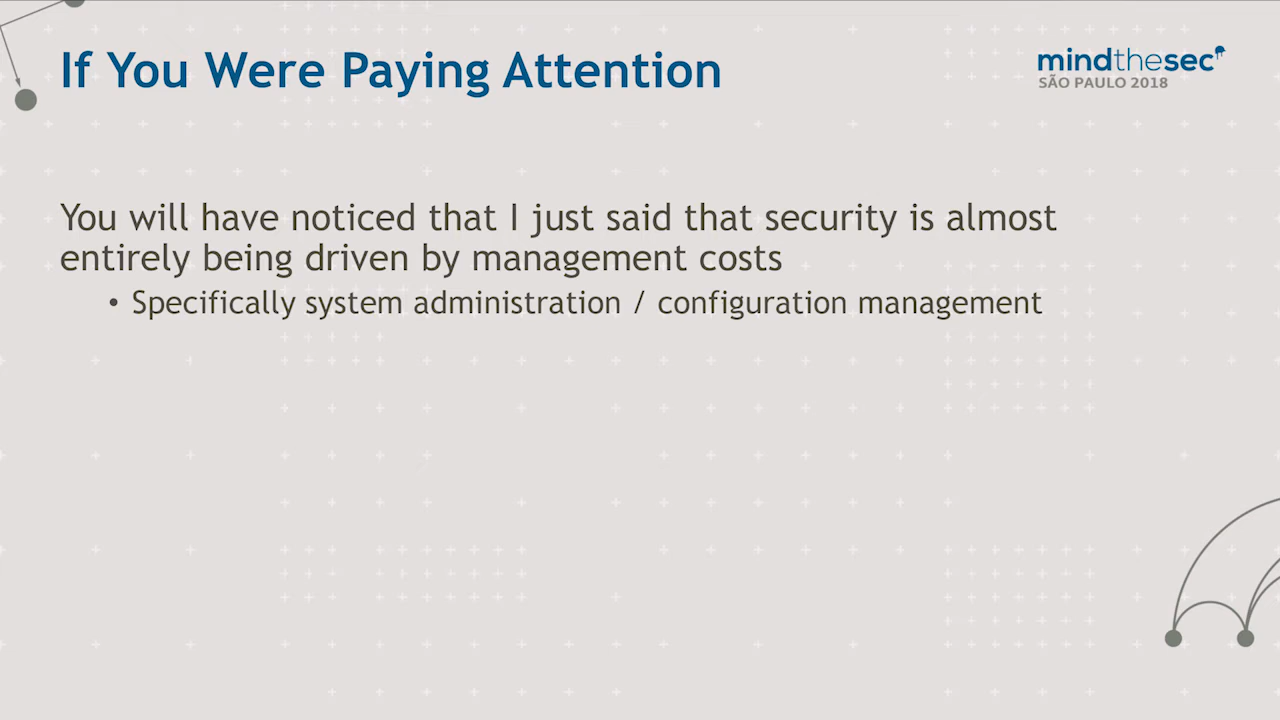 If You Were Paying Attention
mindthesec
SÃO PAULO 2018
You will have noticed that I just said that security is almost
entirely being driven by management costs
• Specifically system administration / configuration management